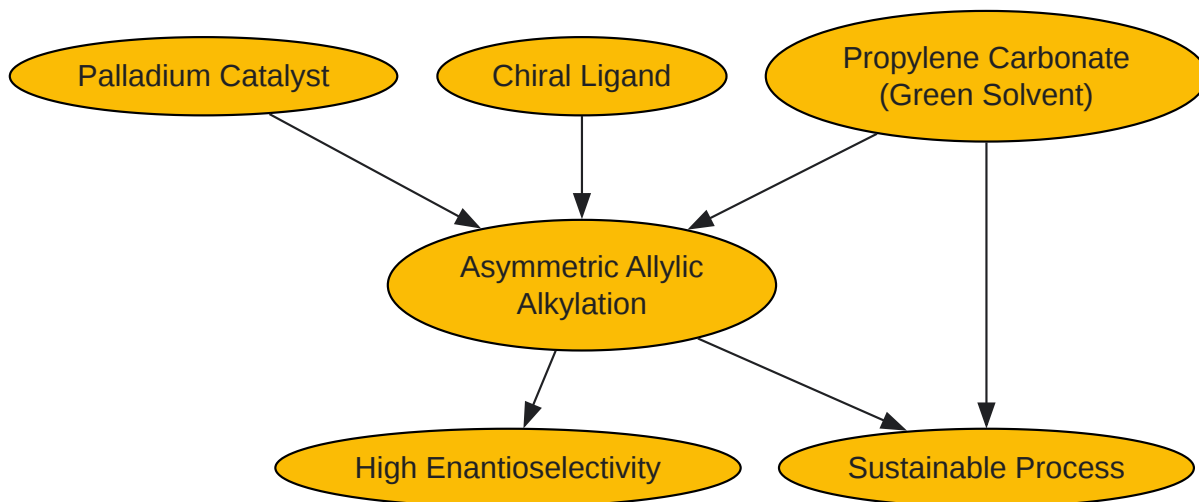 Palladium Catalyst
Chiral Ligand
Propylene Carbonate
(Green Solvent)
Asymmetric Allylic
Alkylation
High Enantioselectivity
Sustainable Process